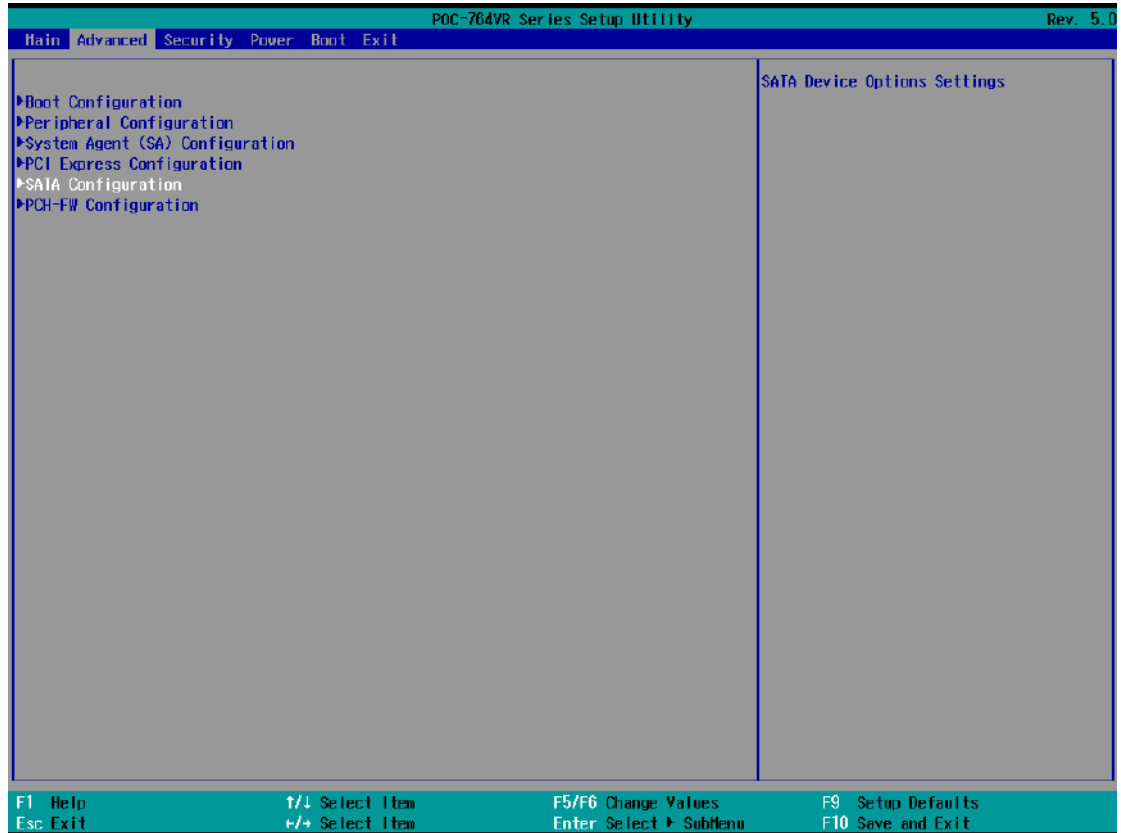 POC-764VR Series Setup Utility Rev. 5.0
Main Advanced Security Power Boot Exit
SATA Device Options Settings
▶Boot Configuration
▶Peripheral Configuration
▶System Agent (SA) Configuration
▶PCI Express Configuration
▶SATA Configuration
▶PCH-FW Configuration
F1 Help ↑/↓ Select Item F5/F6 Change Values F9 Setup Defaults
Esc Exit ←/→ Select Item Enter Select ▶ SubMenu F10 Save and Exit